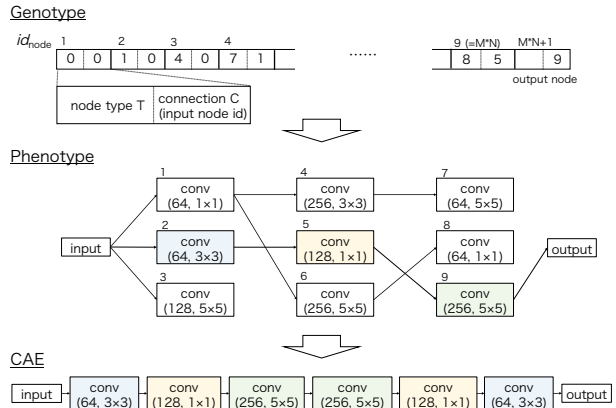 Genotype
id_node 1 2 3 4 ...... 9 (=M*N) M*N+1
0 0 1 0 4 0 7 1 8 5 9
output node
node type T connection C
(input node id)
Phenotype
1 4 7
conv conv conv
(64, 1×1) (256, 3×3) (64, 5×5)
2 5 8
input conv conv conv output
(64, 3×3) (128, 1×1) (64, 1×1)
3 6 9
conv conv conv
(128, 5×5) (256, 5×5) (256, 5×5)
CAE
input conv conv conv conv conv conv output
(64, 3×3) (128, 1×1) (256, 5×5) (256, 5×5) (128, 1×1) (64, 3×3)